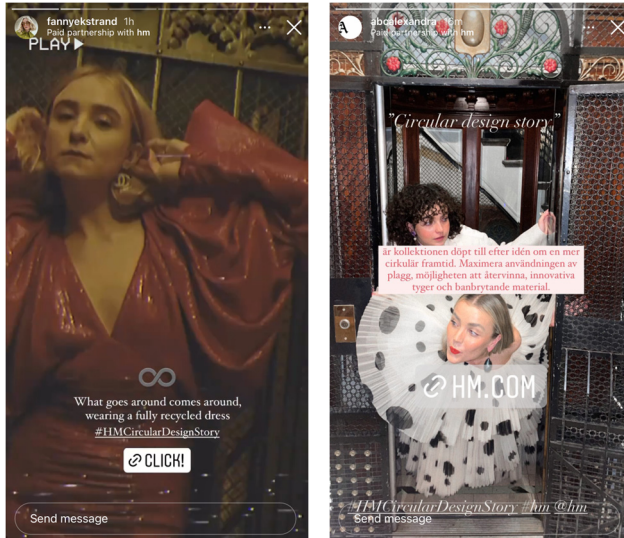 fannyekstrand 1h
Paid partnership with hm
PLAY
What goes around comes around,
wearing a fully recycled dress
#HMCircularDesignStory
CLICK!
Send message
abcalexandra 16m
Paid partnership with hm
"Circular design story"
är kollektionen döpt till efter idén om en mer
cirkulär framtid. Maximera användningen av
plagg, möjligheten att återvinna, innovativa
tyger och banbrytande material.
HM.COM
#HMCircularDesignStory #hm @hm
Send message